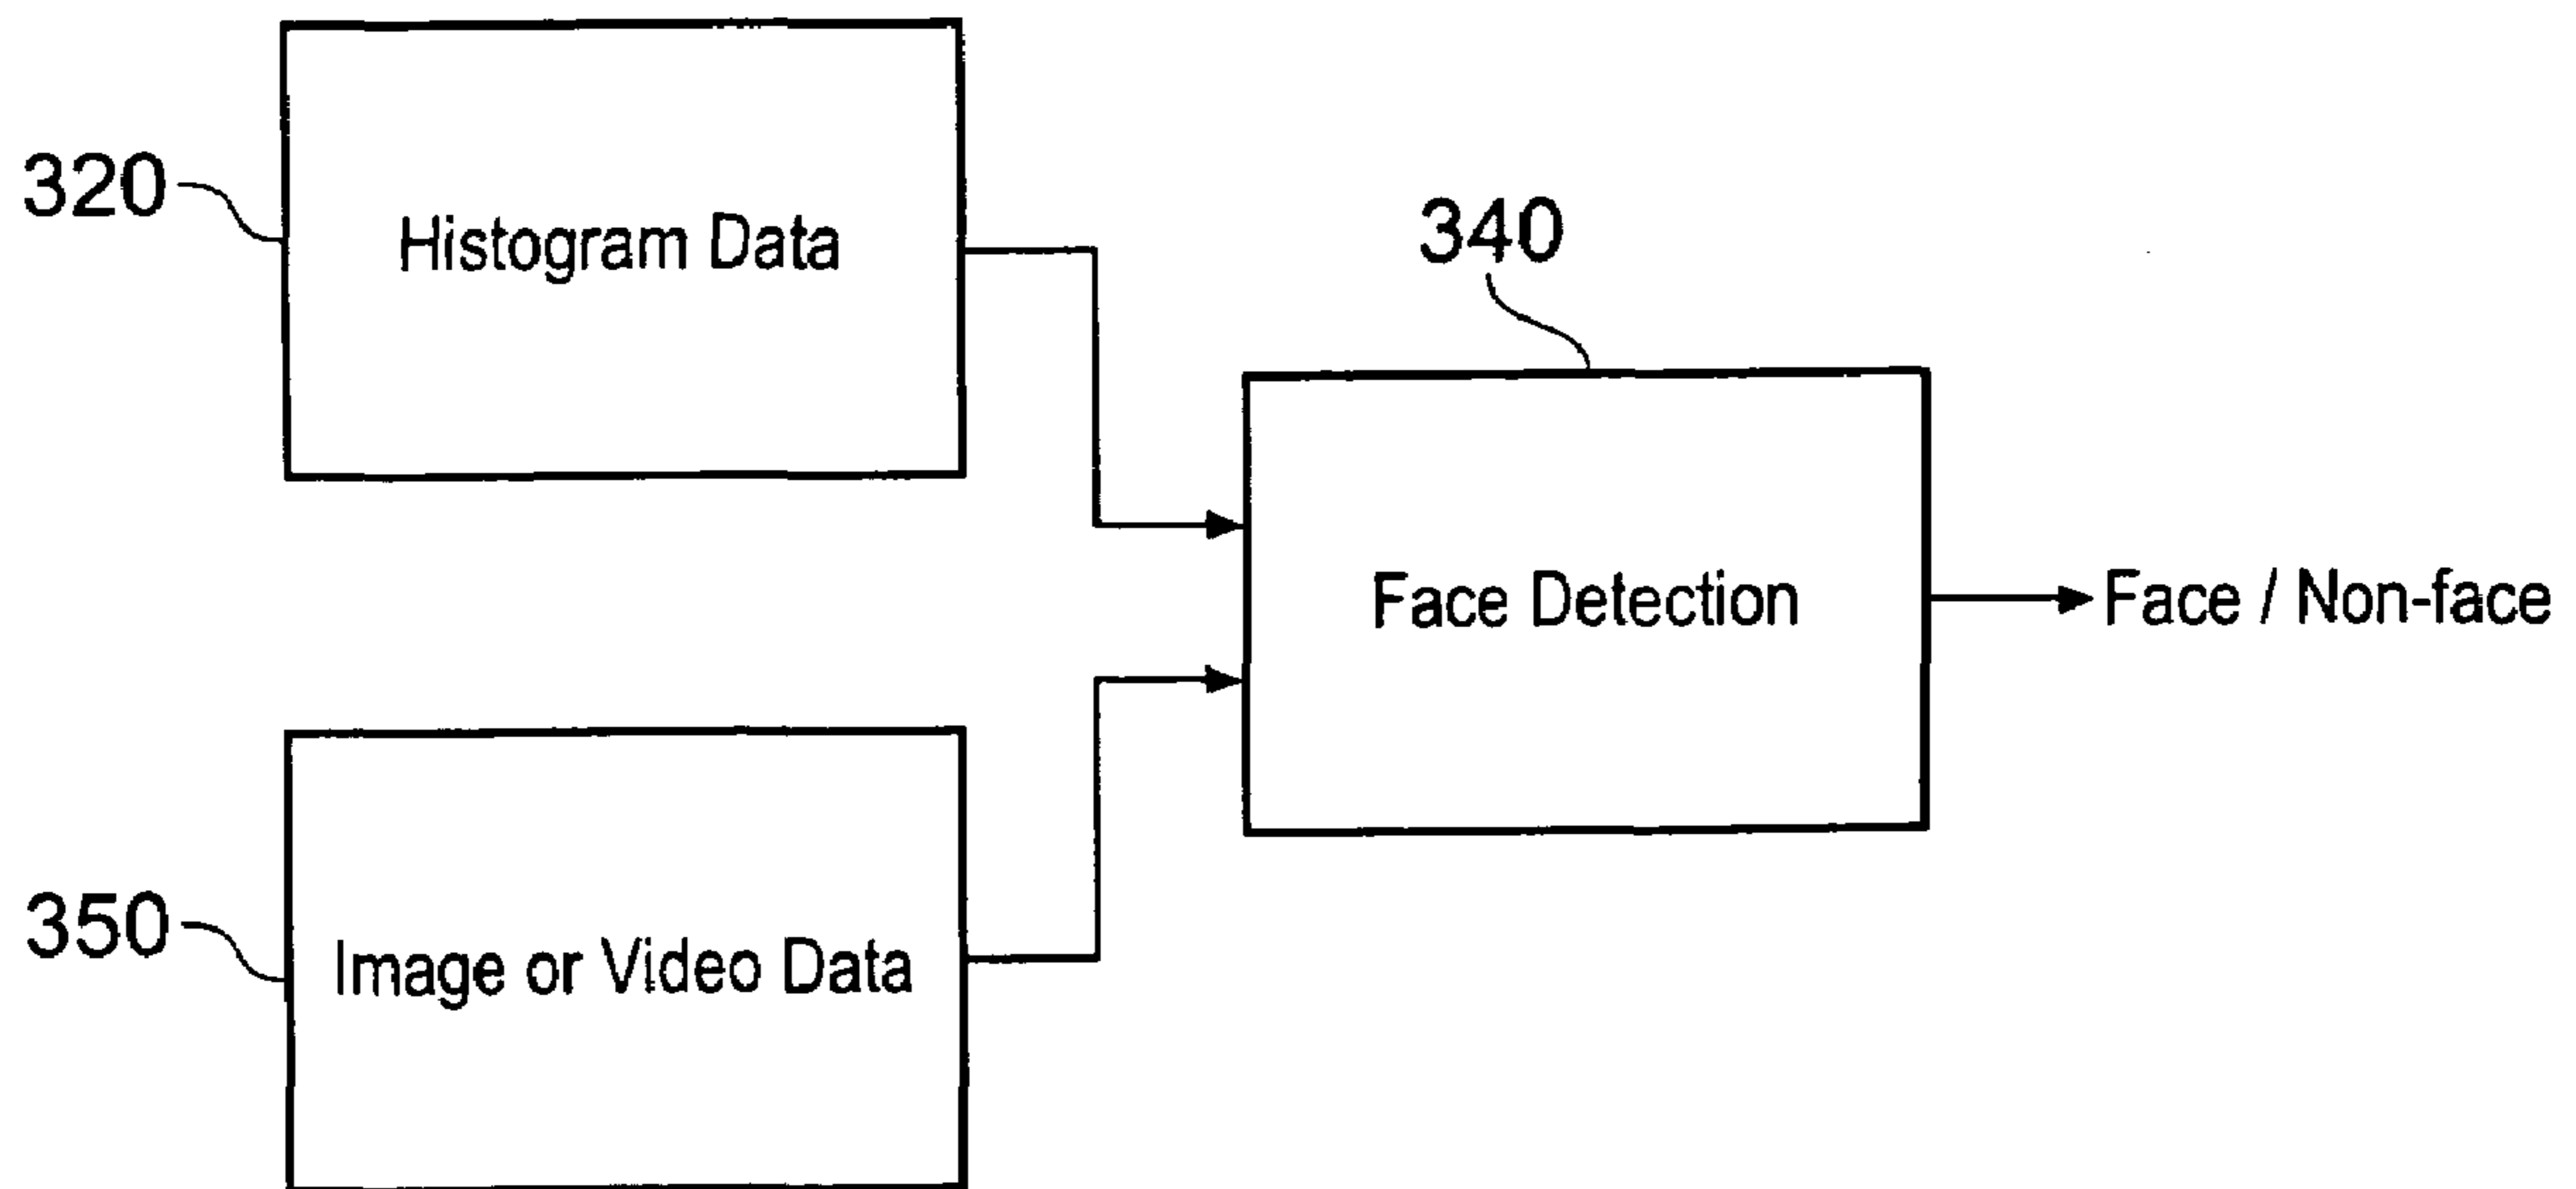 320
Histogram Data
340
Face Detection
Face / Non-face
350
Image or Video Data